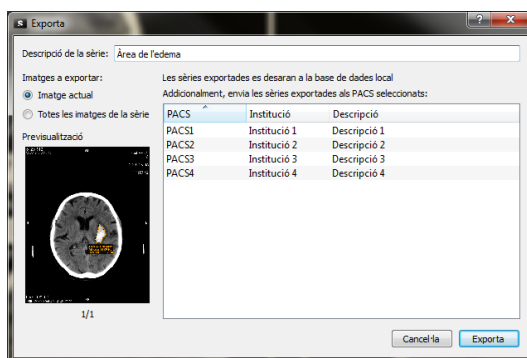 Exporta
Descripció de la sèrie: Àrea de l'edema
Imatges a exportar:
Imatge actual
Totes les imatges de la sèrie
Previsualització
1/1
Les sèries exportades es desaran a la base de dades local
Addicionalment, envia les sèries exportades als PACS seleccionats:
PACS Institució Descripció
PACS1 Institució 1 Descripció 1
PACS2 Institució 2 Descripció 2
PACS3 Institució 3 Descripció 3
PACS4 Institució 4 Descripció 4
Cancel·la Exporta